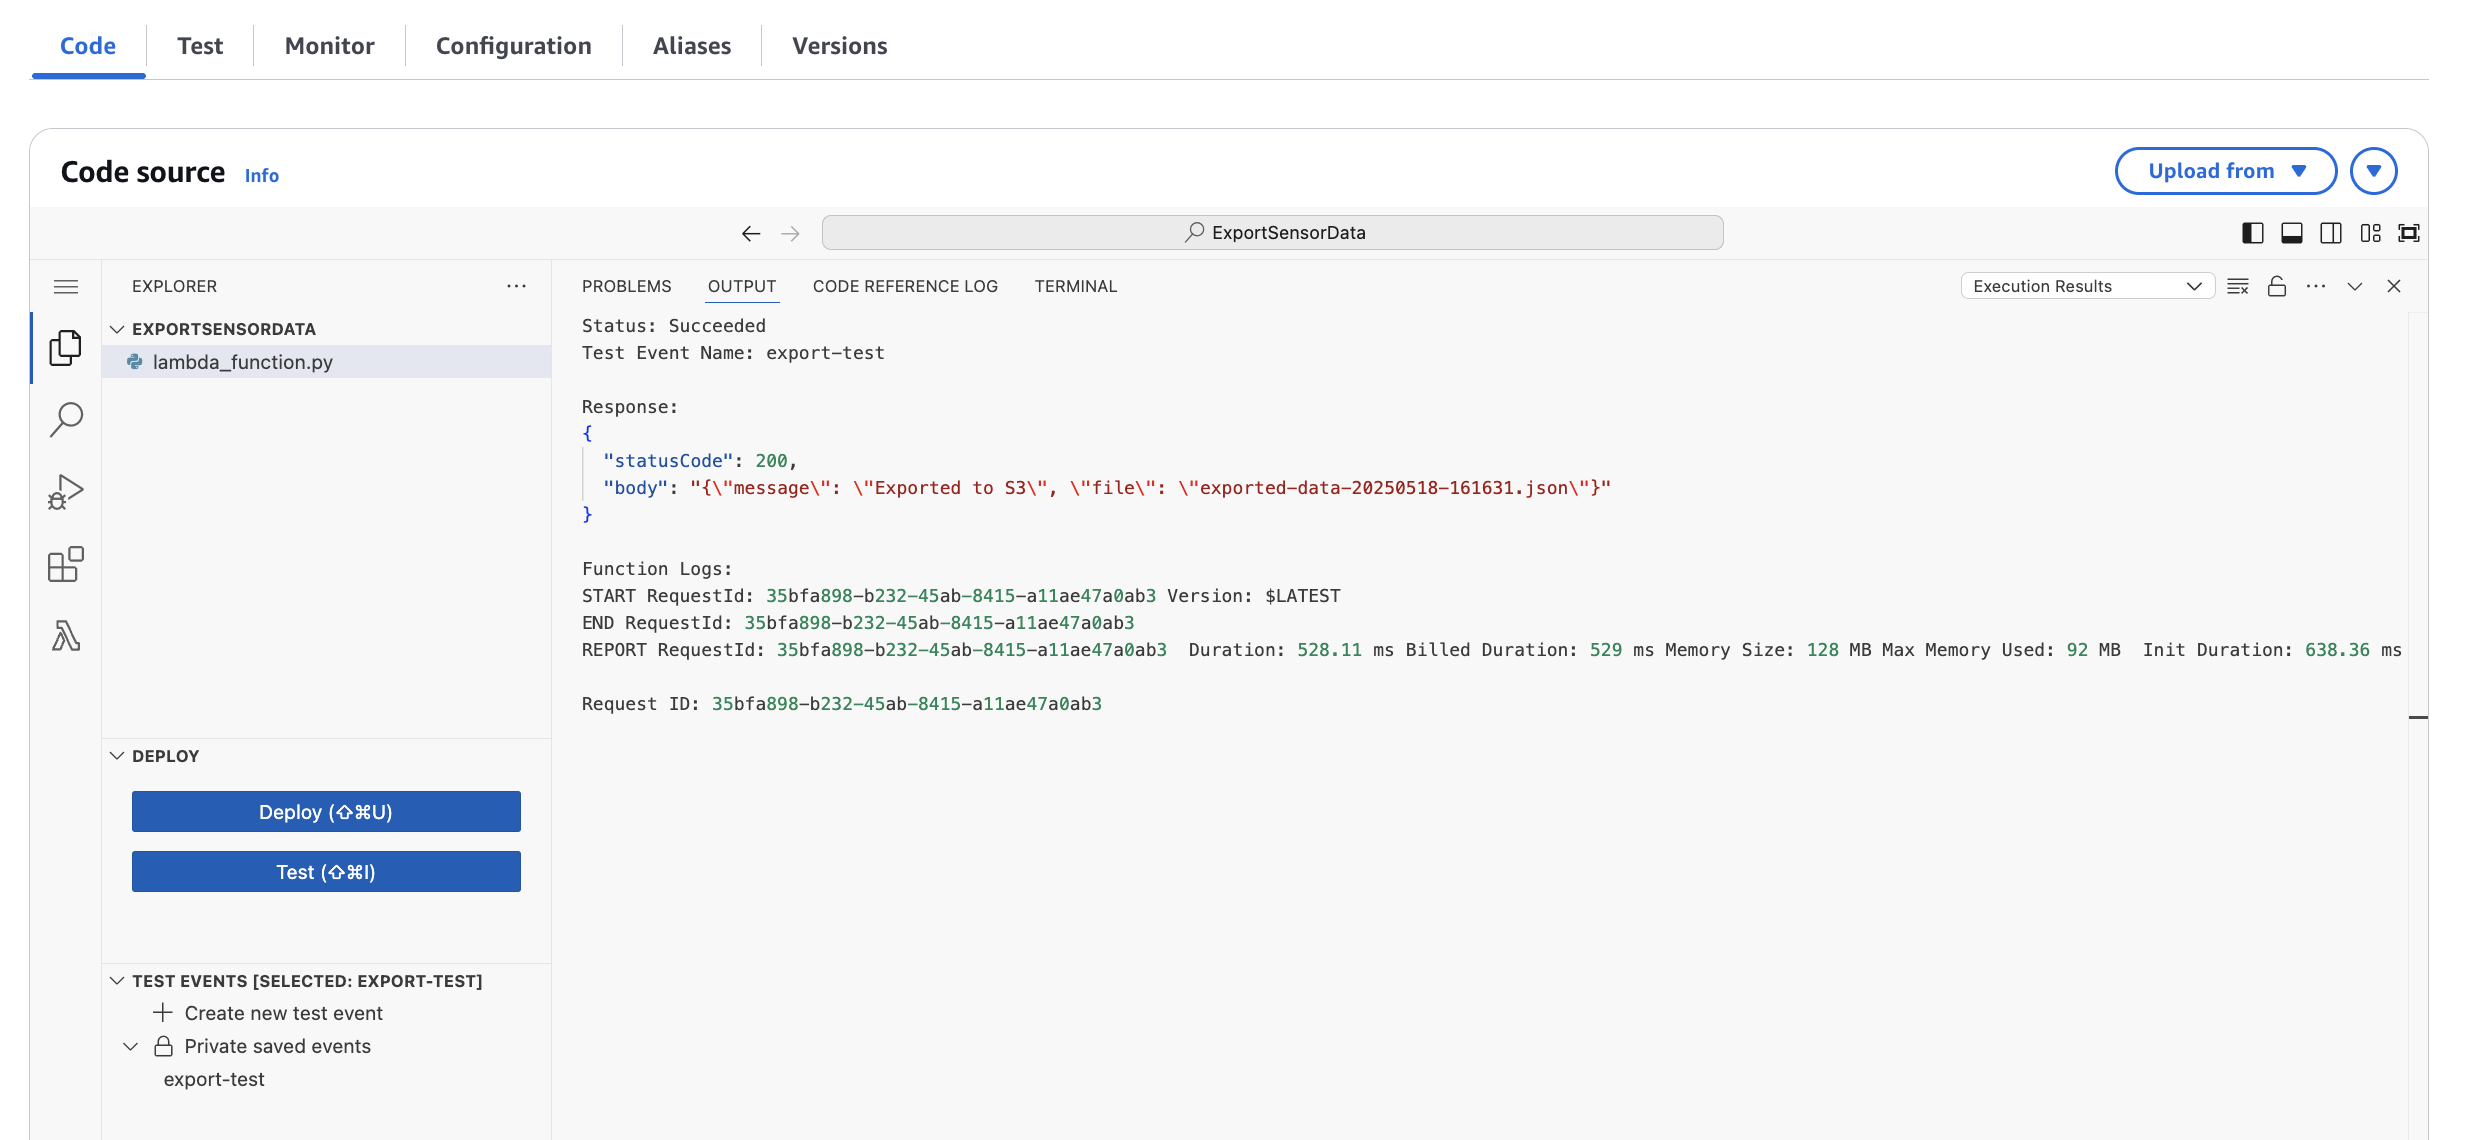 Code
Test
Monitor
Configuration
Aliases
Versions
Code source Info
Upload from
ExportSensorData
EXPLORER
EXPORTSENSORDATA
lambda_function.py
DEPLOY
Deploy (⇧⌘U)
Test (⇧⌘I)
TEST EVENTS [SELECTED: EXPORT-TEST]
Create new test event
Private saved events
export-test
PROBLEMS
OUTPUT
CODE REFERENCE LOG
TERMINAL
Execution Results
Status: Succeeded
Test Event Name: export-test
Response:
{
"statusCode": 200,
"body": "{\"message\": \"Exported to S3\", \"file\": \"exported-data-20250518-161631.json\"}"
}
Function Logs:
START RequestId: 35bfa898-b232-45ab-8415-a11ae47a0ab3 Version: $LATEST
END RequestId: 35bfa898-b232-45ab-8415-a11ae47a0ab3
REPORT RequestId: 35bfa898-b232-45ab-8415-a11ae47a0ab3 Duration: 528.11 ms Billed Duration: 529 ms Memory Size: 128 MB Max Memory Used: 92 MB Init Duration: 638.36 ms
Request ID: 35bfa898-b232-45ab-8415-a11ae47a0ab3